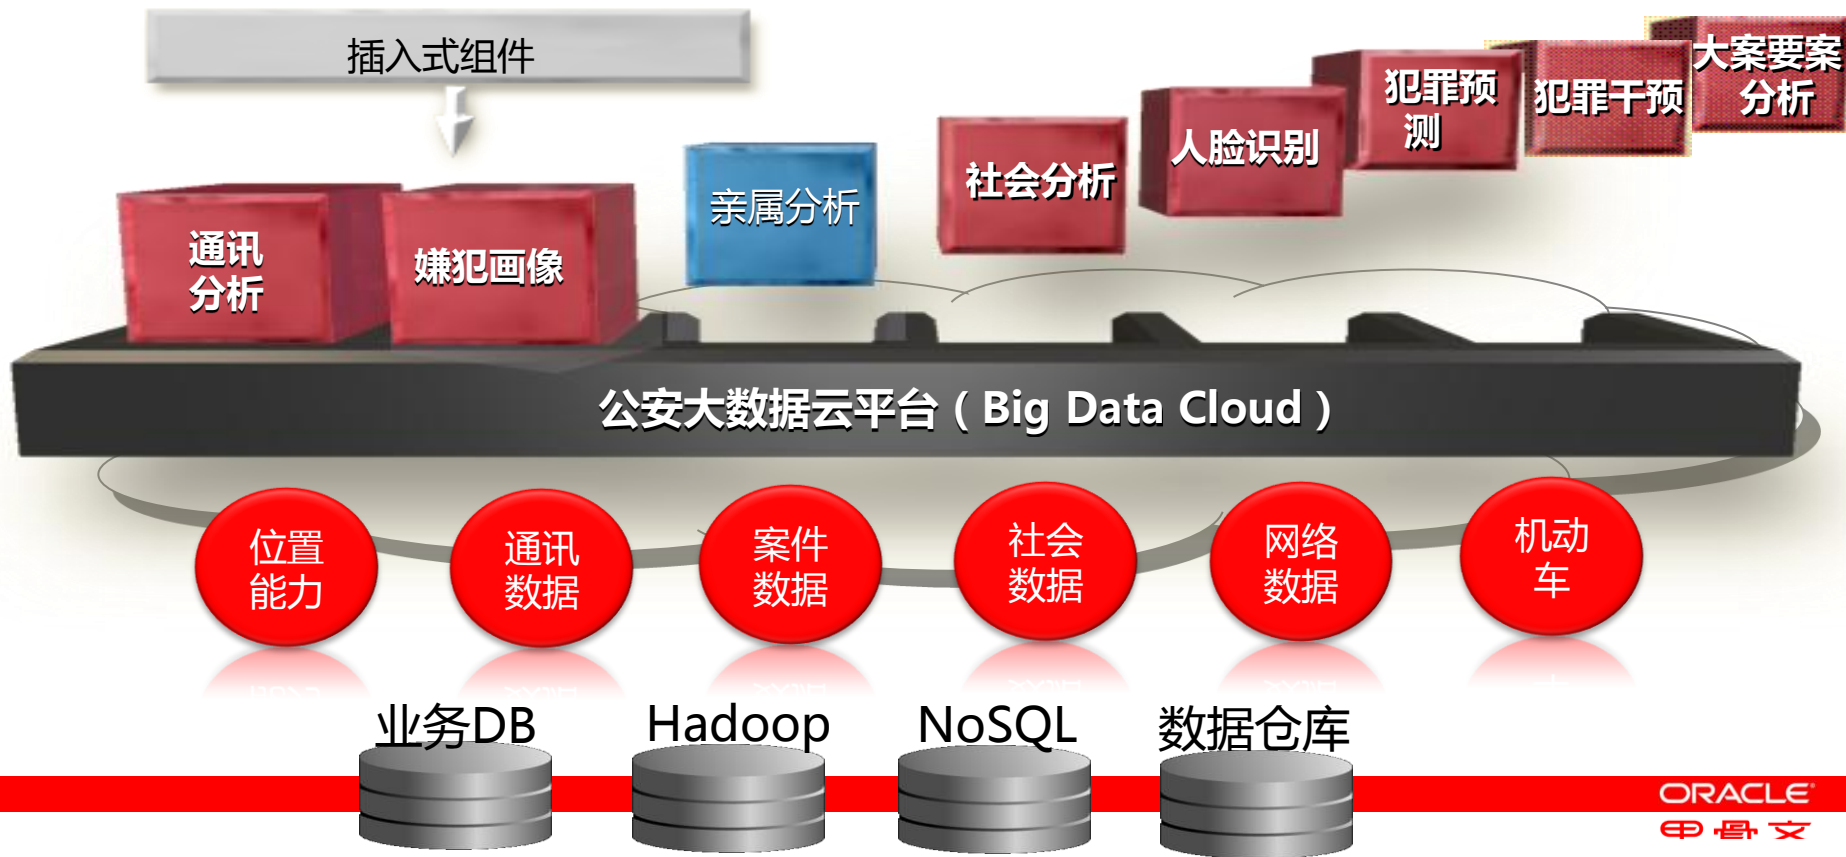 插入式组件
大案要案
分析
犯罪预
测
犯罪干预
人脸识别
社会分析
亲属分析
通讯
分析
嫌犯画像
公安大数据云平台（Big Data Cloud）
位置
能力
通讯
数据
案件
数据
社会
数据
网络
数据
机动
车
业务DB
Hadoop
NoSQL
数据仓库
ORACLE
甲骨文